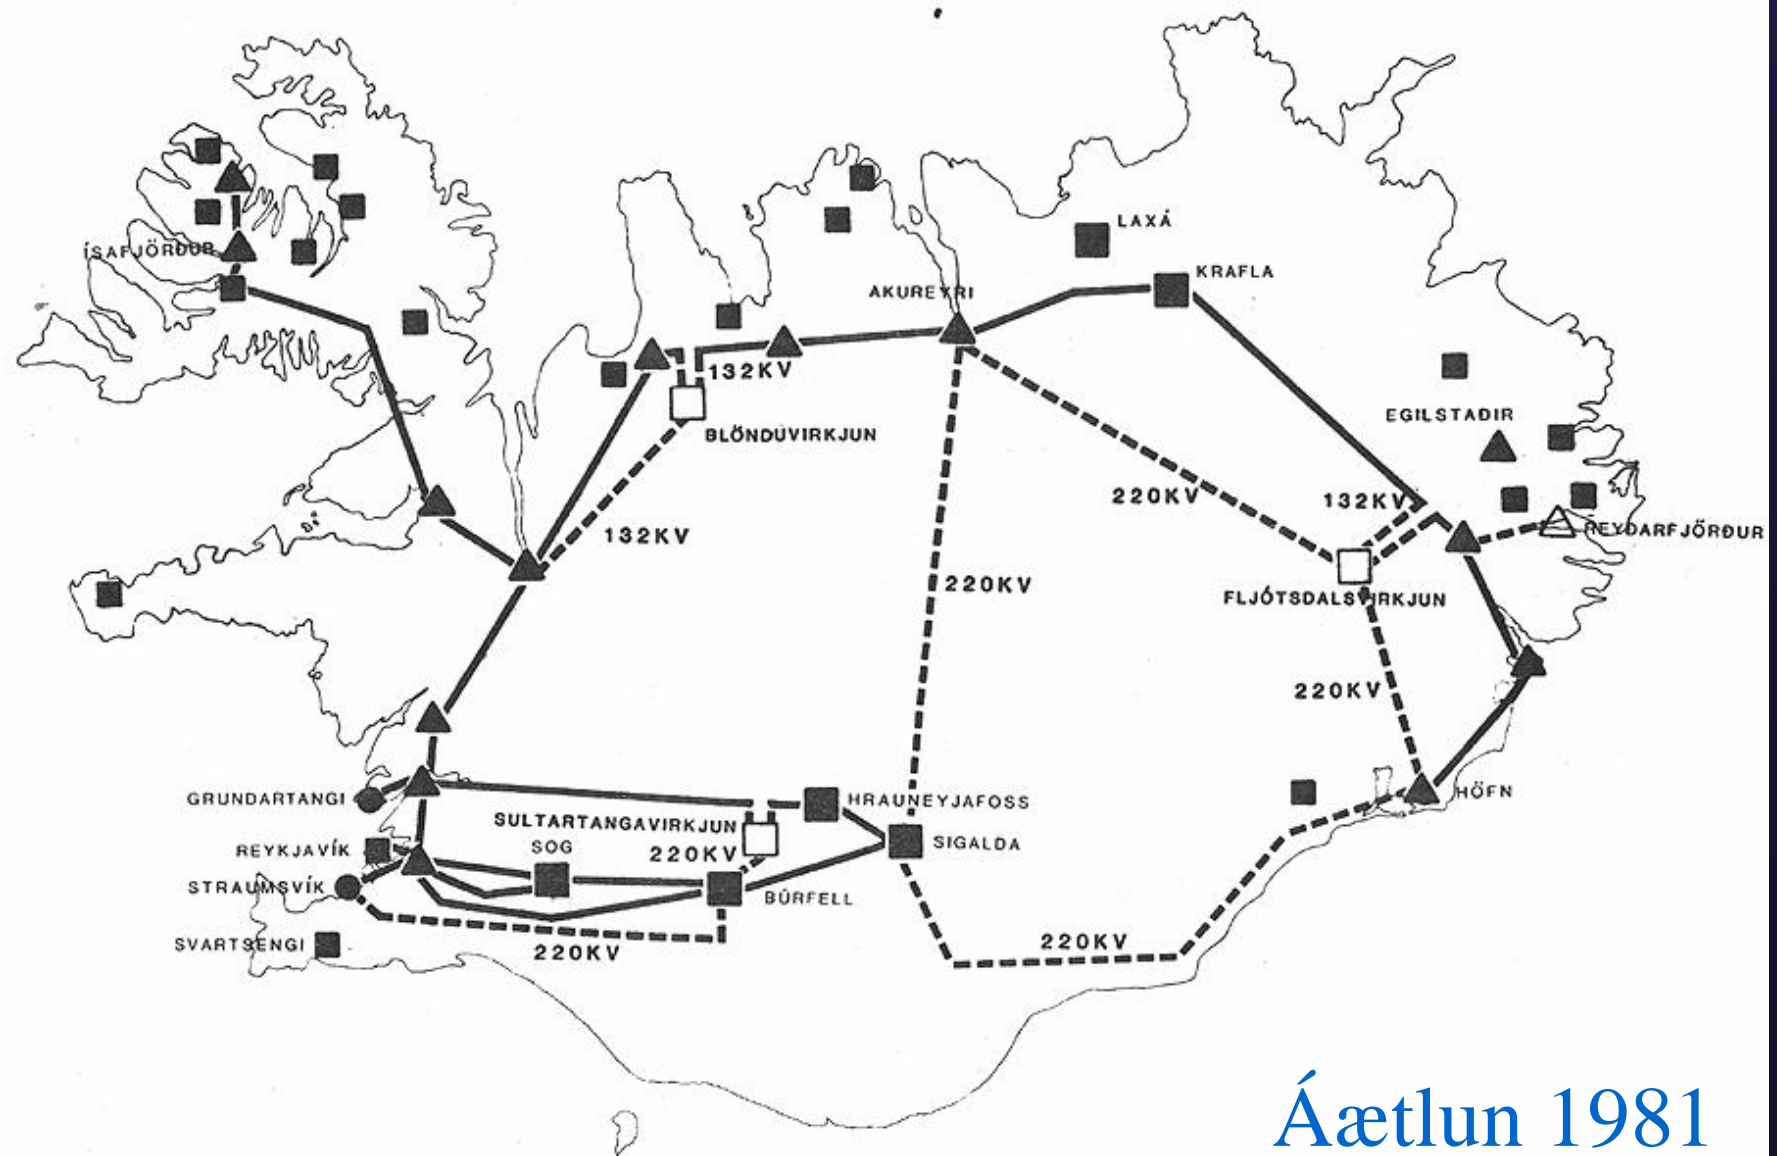 LAXÁ
ÍSAFJÖRÐUR
KRAFLA
AKUREYRI
132KV
EGILSTAÐIR
BLÖNDUVIRKJUN
220KV
132KV
REYÐARFJÖRÐUR
132KV
220KV
FLJÓTSDALSVIRKJUN
220KV
HÖFN
GRUNDARTANGI
HRAUNEYJAFOSS
SULTARTANGAVIRKJUN
SIGALDA
REYKJAVÍK
SOG
220KV
STRAUMSVÍK
BÚRFELL
SVARTSENGI
220KV
220KV
Áætlun 1981